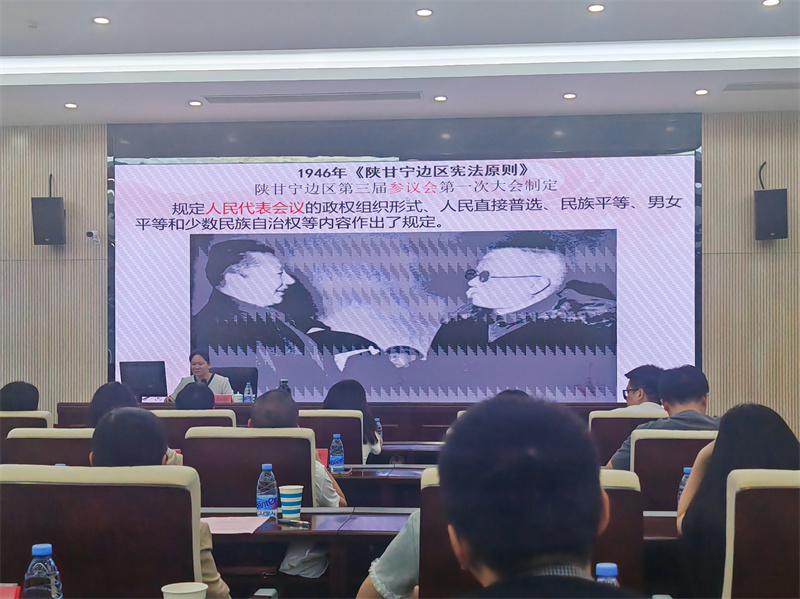 1946年《陕甘宁边区宪法原则》
陕甘宁边区第三届参议会第一次大会制定
规定人民代表会议的政权组织形式、人民直接普选、民族平等、男女
平等和少数民族自治权等内容作出了规定。